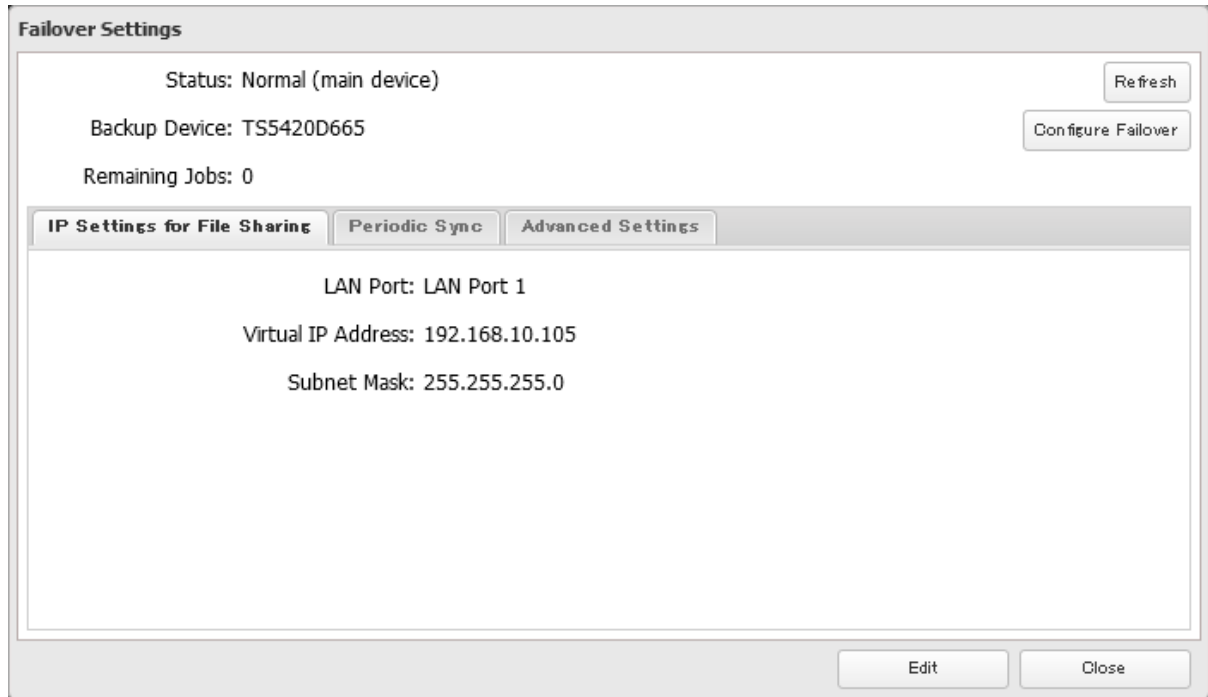 Failover Settings
Status: Normal (main device)
Refresh
Backup Device: TS5420D665
Configure Failover
Remaining Jobs: 0
IP Settings for File Sharing
Periodic Sync
Advanced Settings
LAN Port: LAN Port 1
Virtual IP Address: 192.168.10.105
Subnet Mask: 255.255.255.0
Edit
Close